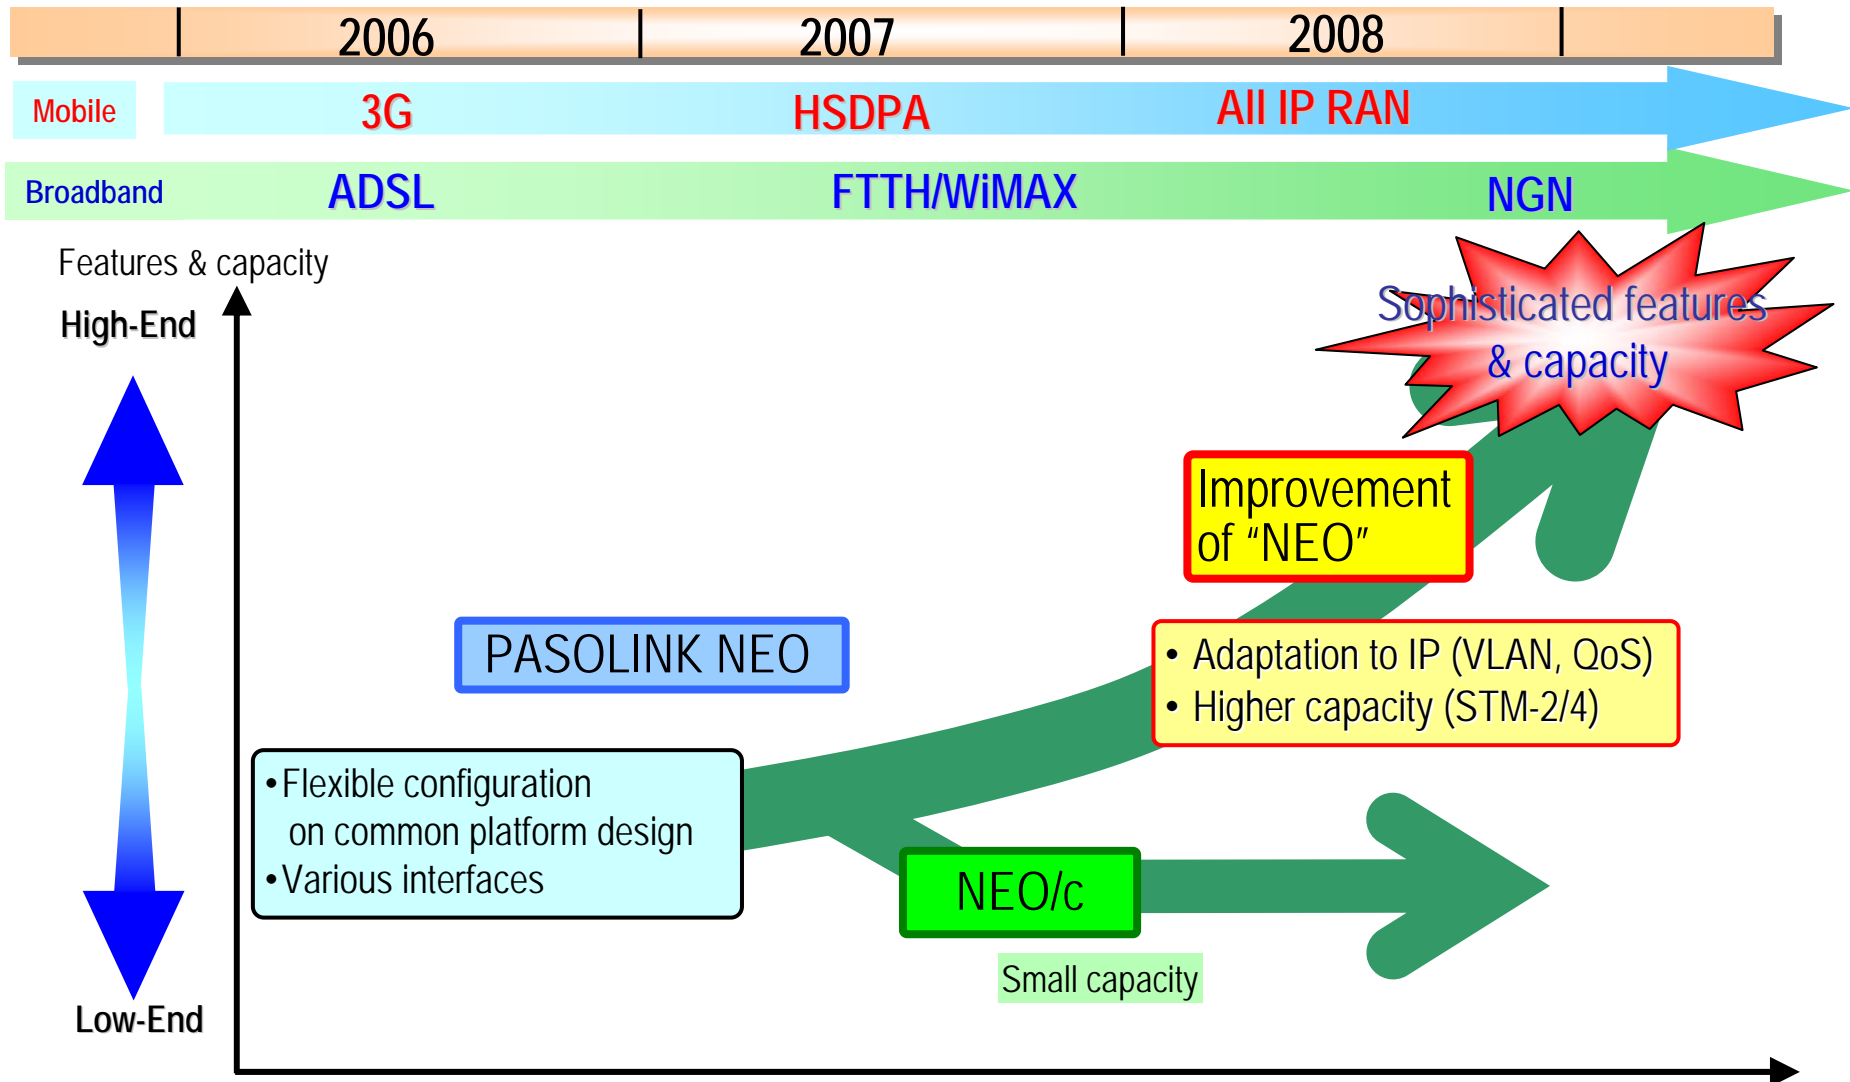 2006 2007 2008
Mobile 3G HSDPA All IP RAN
Broadband ADSL FTTH/WiMAX NGN
Features & capacity
High-End
Sophisticated features
& capacity
Improvement
of “NEO”
PASOLINK NEO
• Adaptation to IP (VLAN, QoS)
• Higher capacity (STM-2/4)
•Flexible configuration
on common platform design
•Various interfaces
NEO/c
Small capacity
Low-End